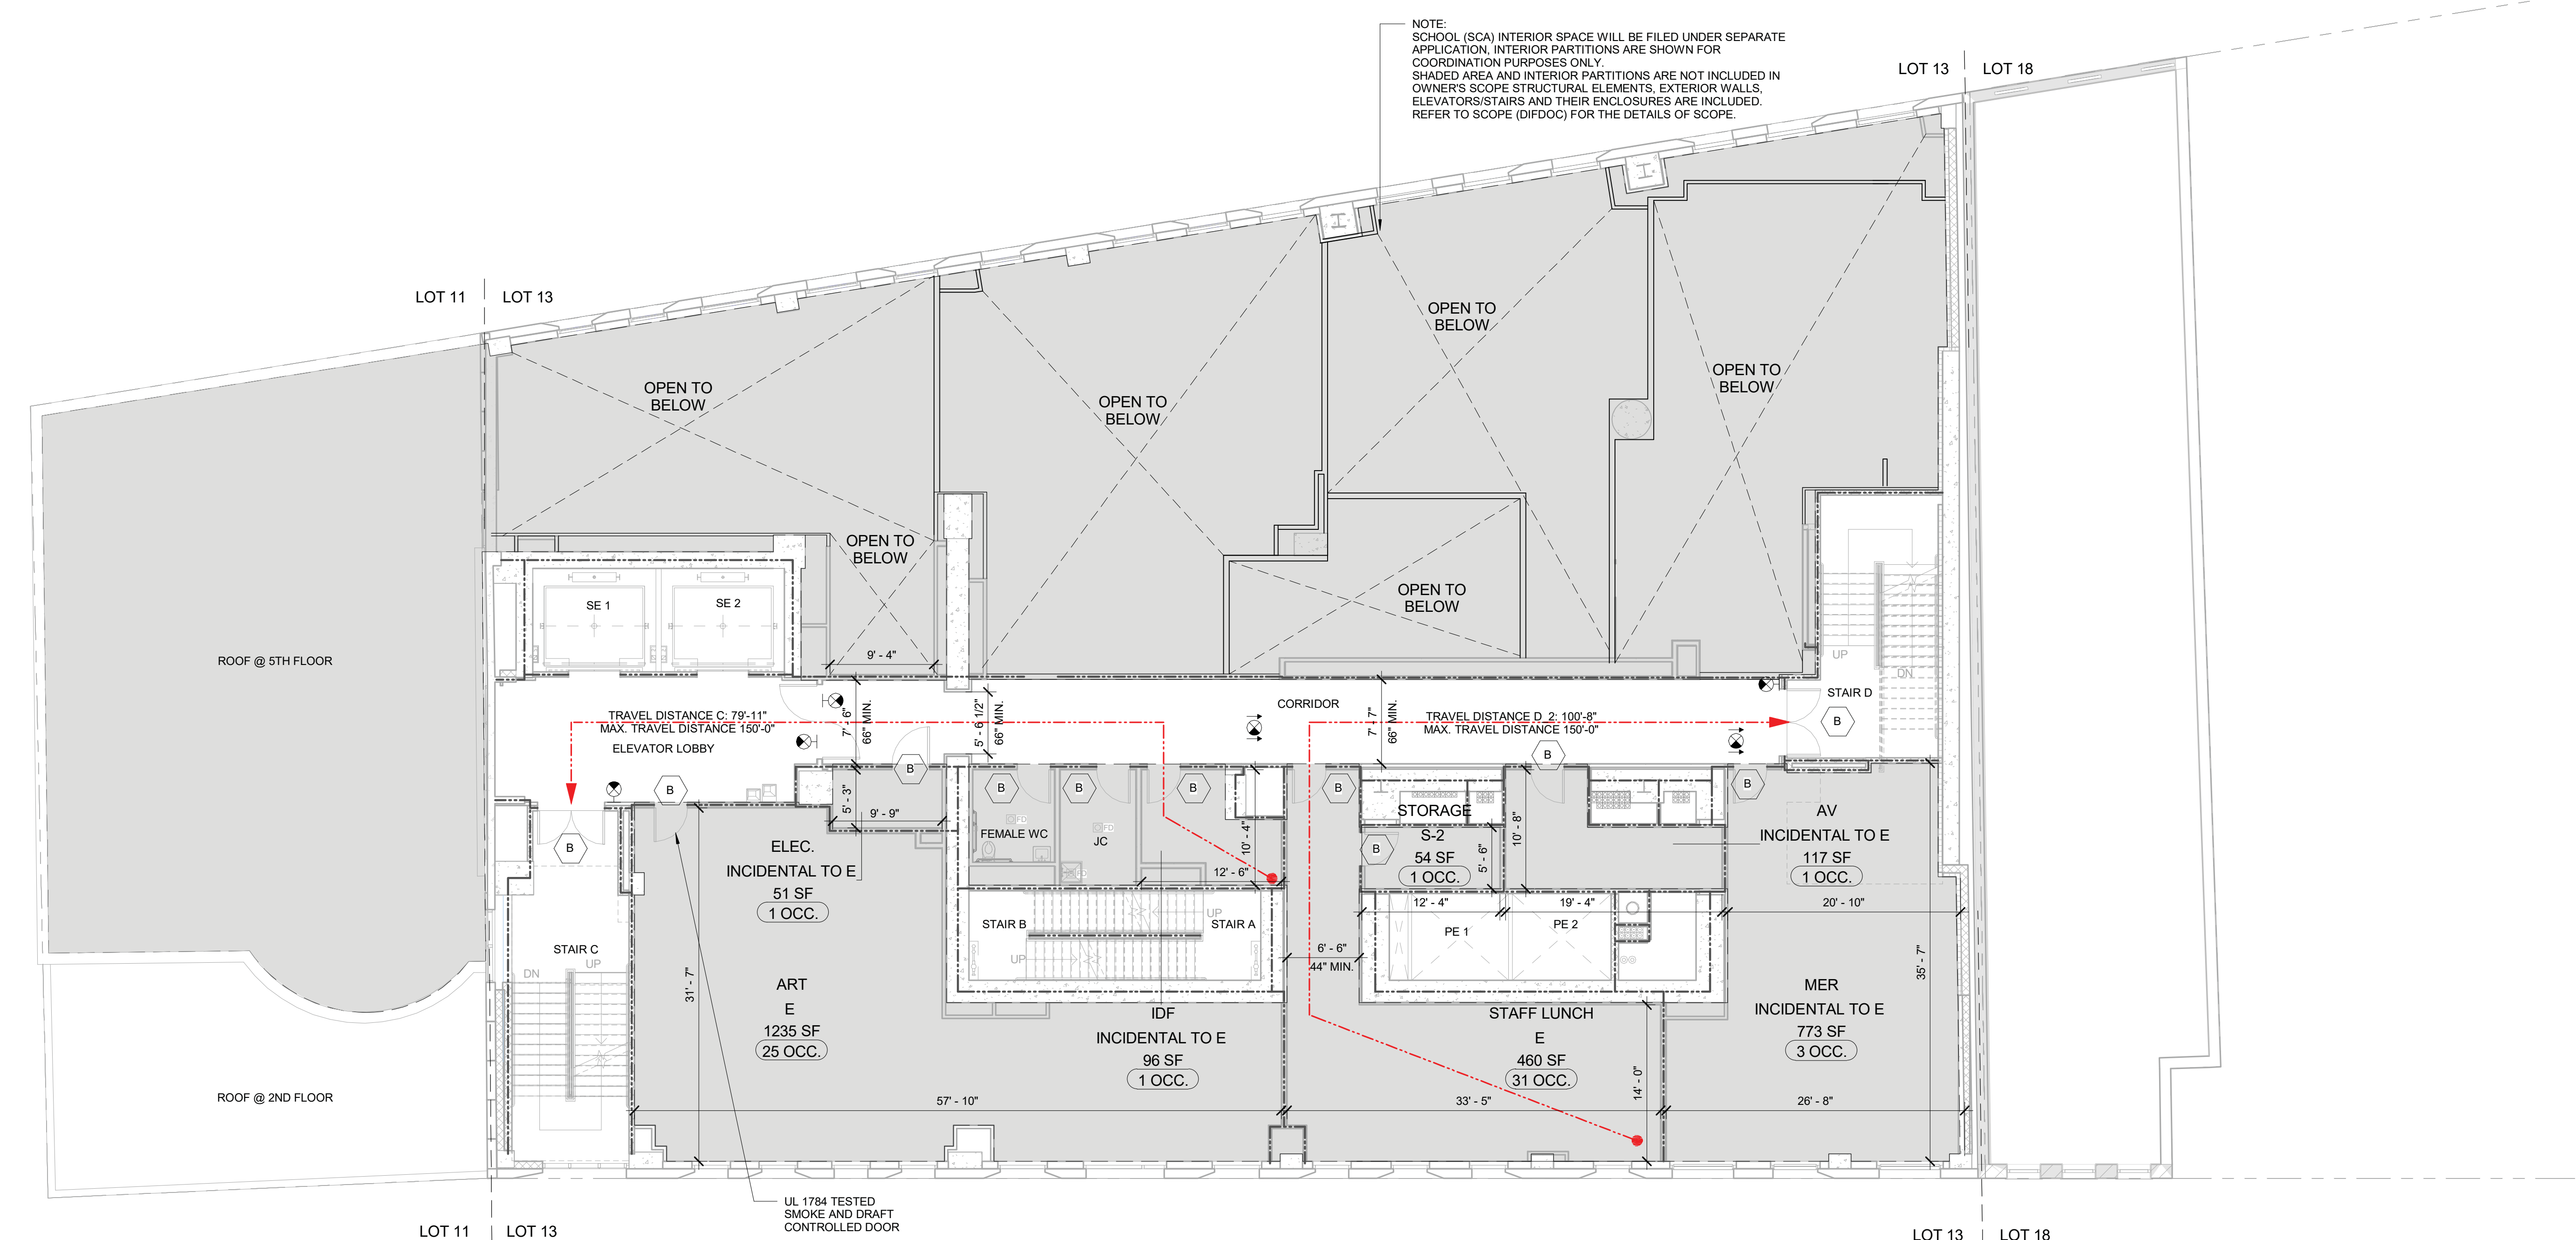 NOTE:
SCHOOL (SCA) INTERIOR SPACE WILL BE FILED UNDER SEPARATE
APPLICATION, INTERIOR PARTITIONS ARE SHOWN FOR
COORDINATION PURPOSES ONLY.
SHADED AREA AND INTERIOR PARTITIONS ARE NOT INCLUDED IN
OWNER'S SCOPE STRUCTURAL ELEMENTS, EXTERIOR WALLS,
ELEVATORS/STAIRS AND THEIR ENCLOSURES ARE INCLUDED.
REFER TO SCOPE (DIFDOC) FOR THE DETAILS OF SCOPE.
LOT 13
LOT 18
LOT 11
LOT 13
OPEN TO
BELOW
OPEN TO
BELOW
OPEN TO
BELOW
OPEN TO
BELOW
OPEN TO
BELOW
OPEN TO
BELOW
SE 1
SE 2
ROOF @ 5TH FLOOR
9' - 4"
UP
DN
STAIR D
B
CORRIDOR
TRAVEL DISTANCE C: 79'-11"
MAX. TRAVEL DISTANCE 150'-0"
ELEVATOR LOBBY
7' - 6"
66" MIN.
5' - 6 1/2"
66" MIN.
7' - 7"
66" MIN.
TRAVEL DISTANCE D_2: 100'-8"
MAX. TRAVEL DISTANCE 150'-0"
B
B
B
B
B
B
B
B
B
B
5' - 3"
9' - 9"
FEMALE WC
FD
JC
FD
FD
10' - 4"
12' - 6"
STORAGE
S-2
54 SF
1 OCC.
5' - 6"
10' - 8"
AV
INCIDENTAL TO E
117 SF
1 OCC.
ELEC.
INCIDENTAL TO E
51 SF
1 OCC.
12' - 4"
19' - 4"
20' - 10"
STAIR B
STAIR A
UP
UP
PE 1
PE 2
6' - 6"
44" MIN.
STAIR C
DN
UP
31' - 7"
35' - 7"
ART
E
1235 SF
25 OCC.
IDF
INCIDENTAL TO E
96 SF
1 OCC.
STAFF LUNCH
E
460 SF
31 OCC.
14' - 0"
MER
INCIDENTAL TO E
773 SF
3 OCC.
ROOF @ 2ND FLOOR
57' - 10"
33' - 5"
26' - 8"
UL 1784 TESTED
SMOKE AND DRAFT
CONTROLLED DOOR
LOT 11
LOT 13
LOT 13
LOT 18